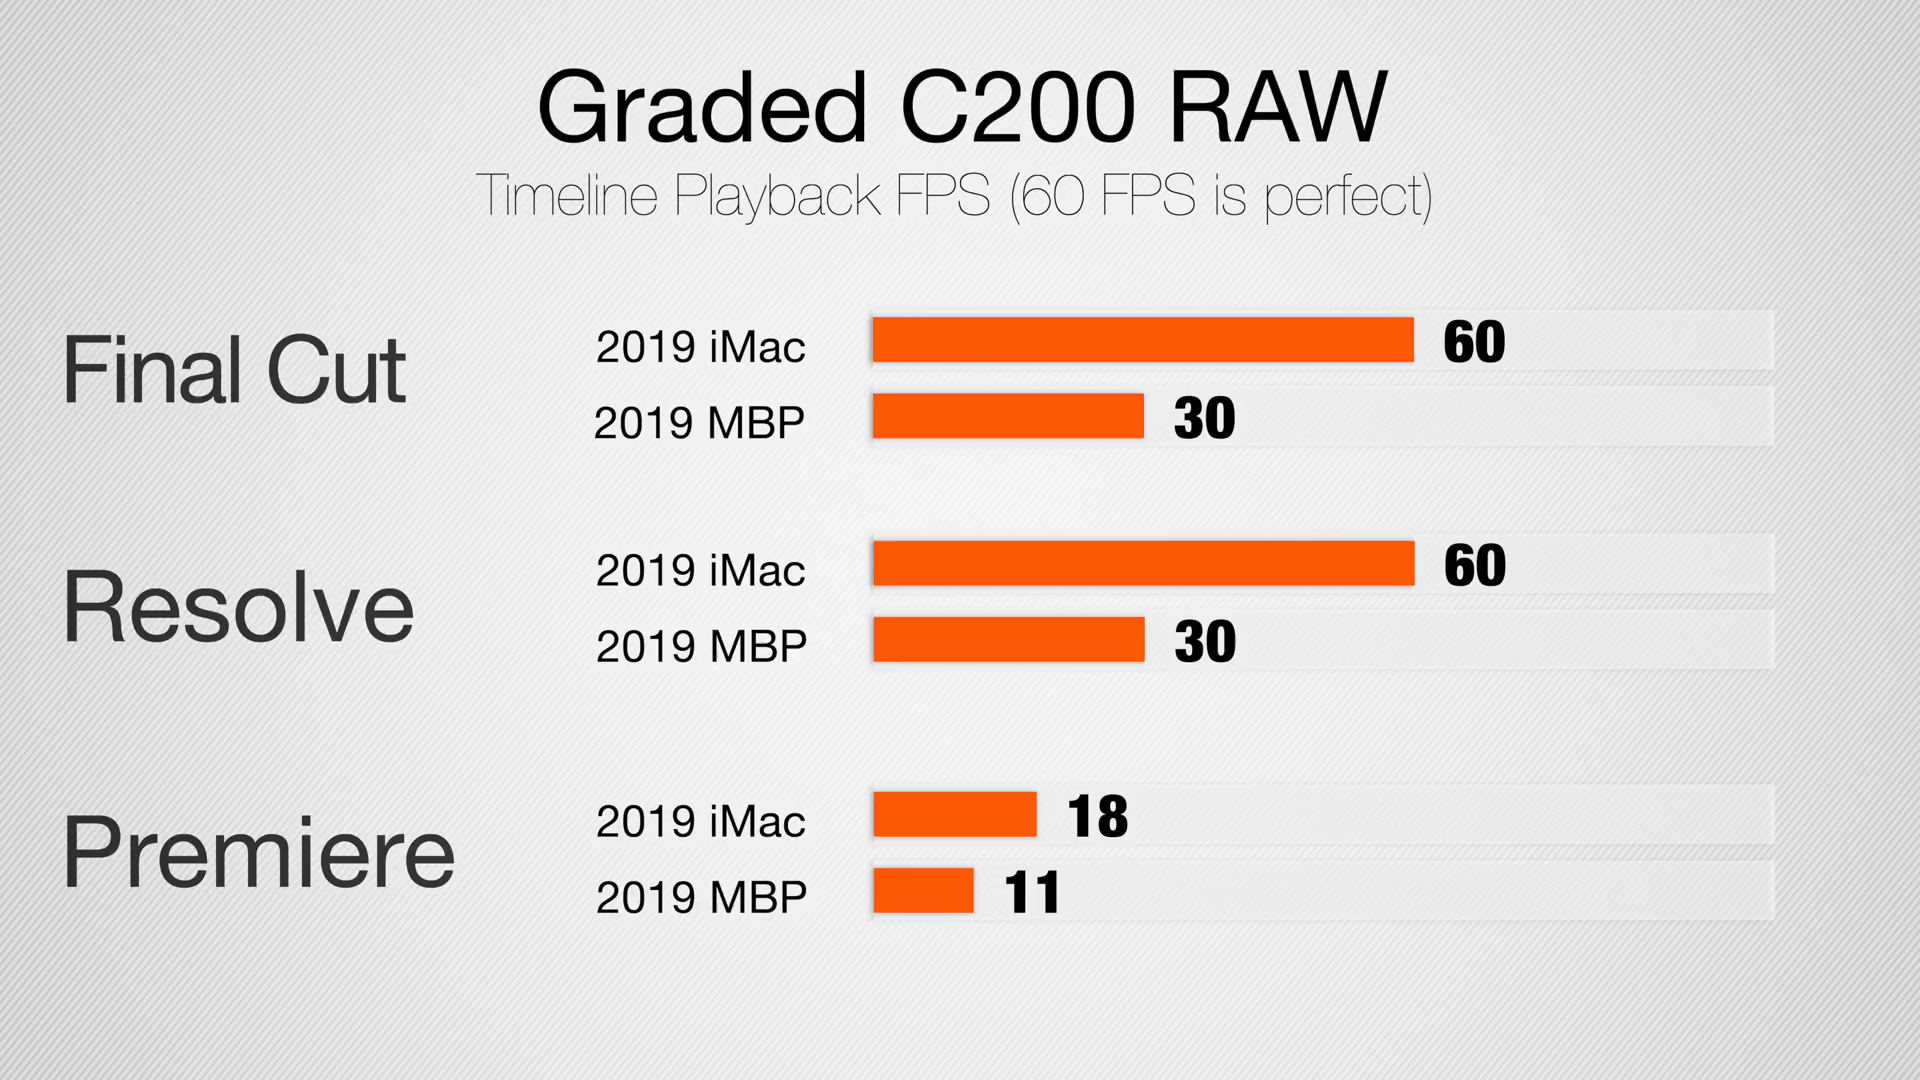 Graded C200 RAW
Timeline Playback FPS (60 FPS is perfect)
Final Cut
2019 iMac 60
2019 MBP 30
Resolve
2019 iMac 60
2019 MBP 30
Premiere
2019 iMac 18
2019 MBP 11